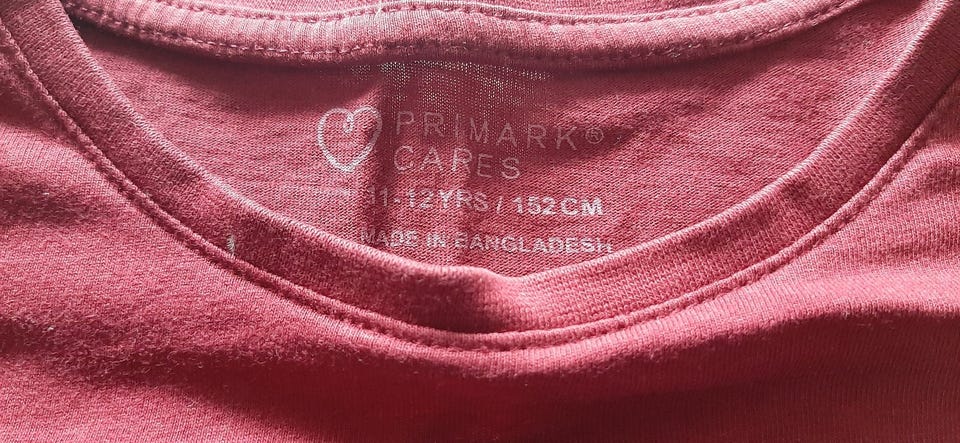 PRIMARK®
CARES
11-12YRS / 152CM
MADE IN BANGLADESH